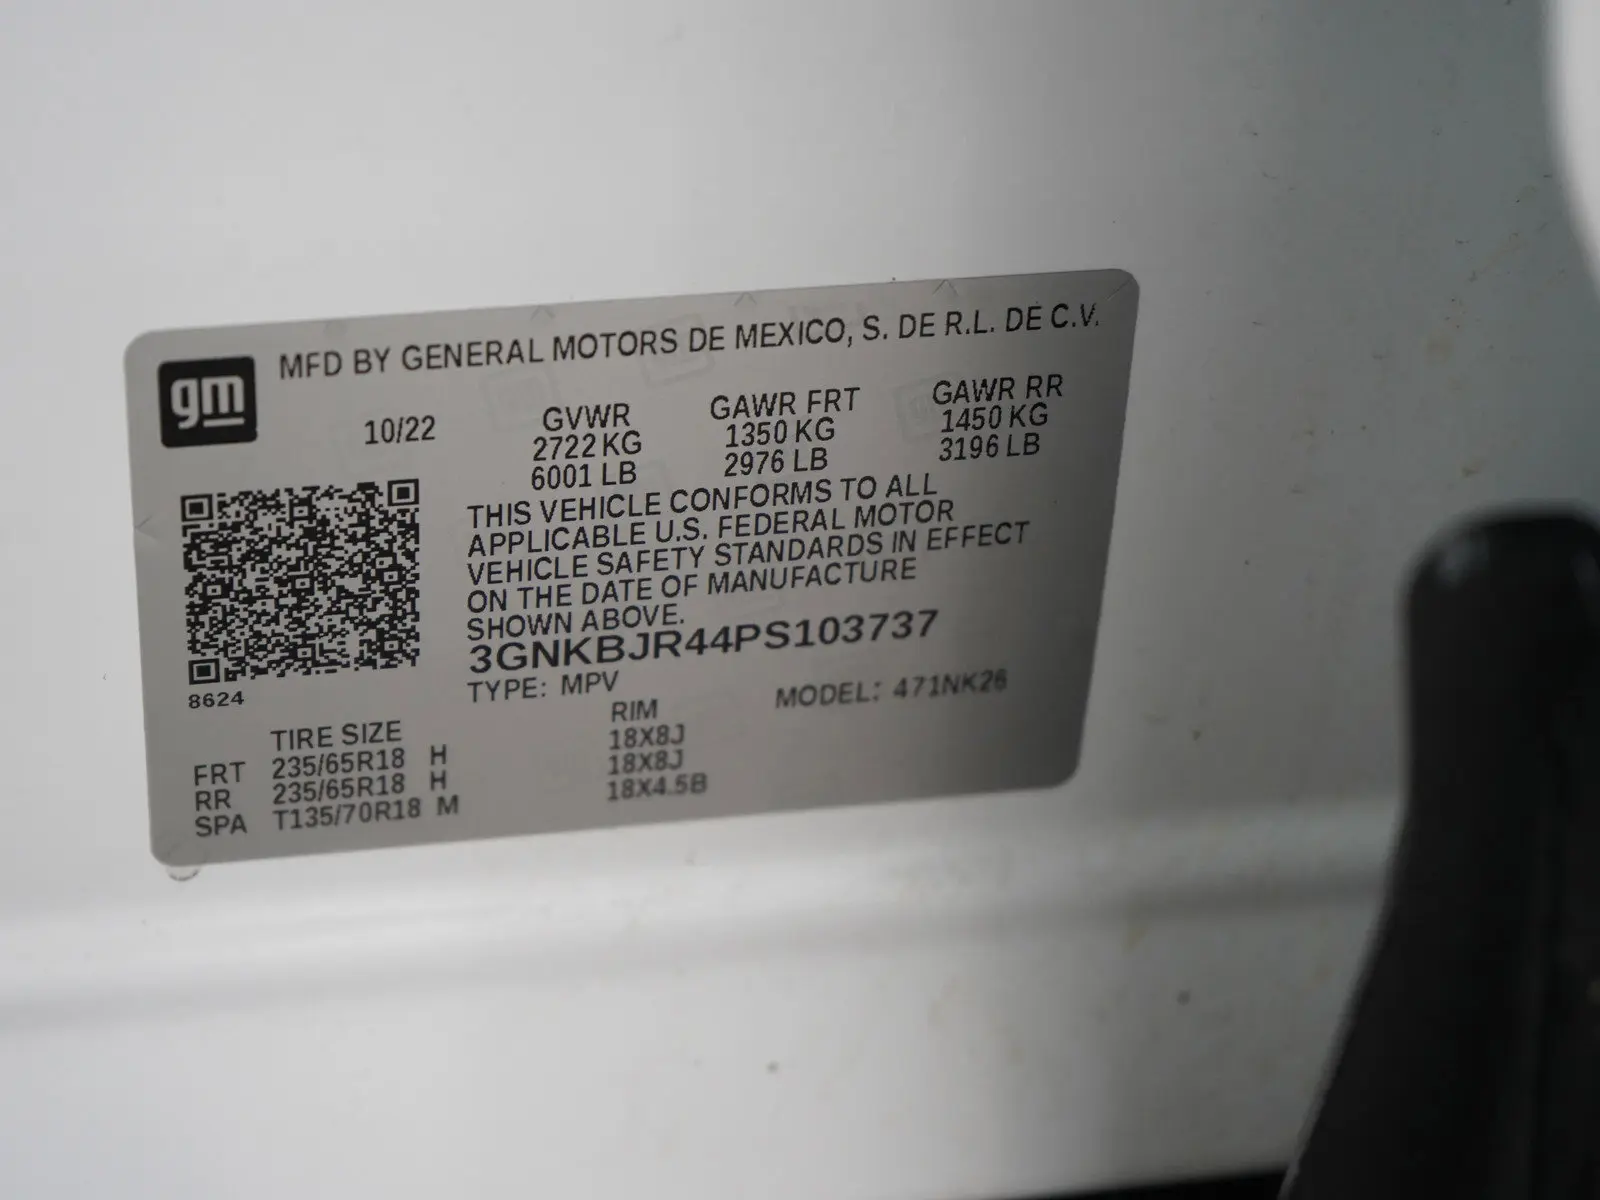 gm
MFD BY GENERAL MOTORS DE MEXICO, S. DE R.L. DE C.V.
10/22 GVWR GAWR FRT GAWR RR
2722 KG 1350 KG 1450 KG
6001 LB 2976 LB 3196 LB
THIS VEHICLE CONFORMS TO ALL
APPLICABLE U.S. FEDERAL MOTOR
VEHICLE SAFETY STANDARDS IN EFFECT
ON THE DATE OF MANUFACTURE
SHOWN ABOVE.
3GNKBJR44PS103737
8624
TYPE: MPV MODEL: 471NK26
TIRE SIZE RIM
FRT 235/65R18 H 18X8J
RR 235/65R18 H 18X8J
SPA T135/70R18 M 18X4.5B